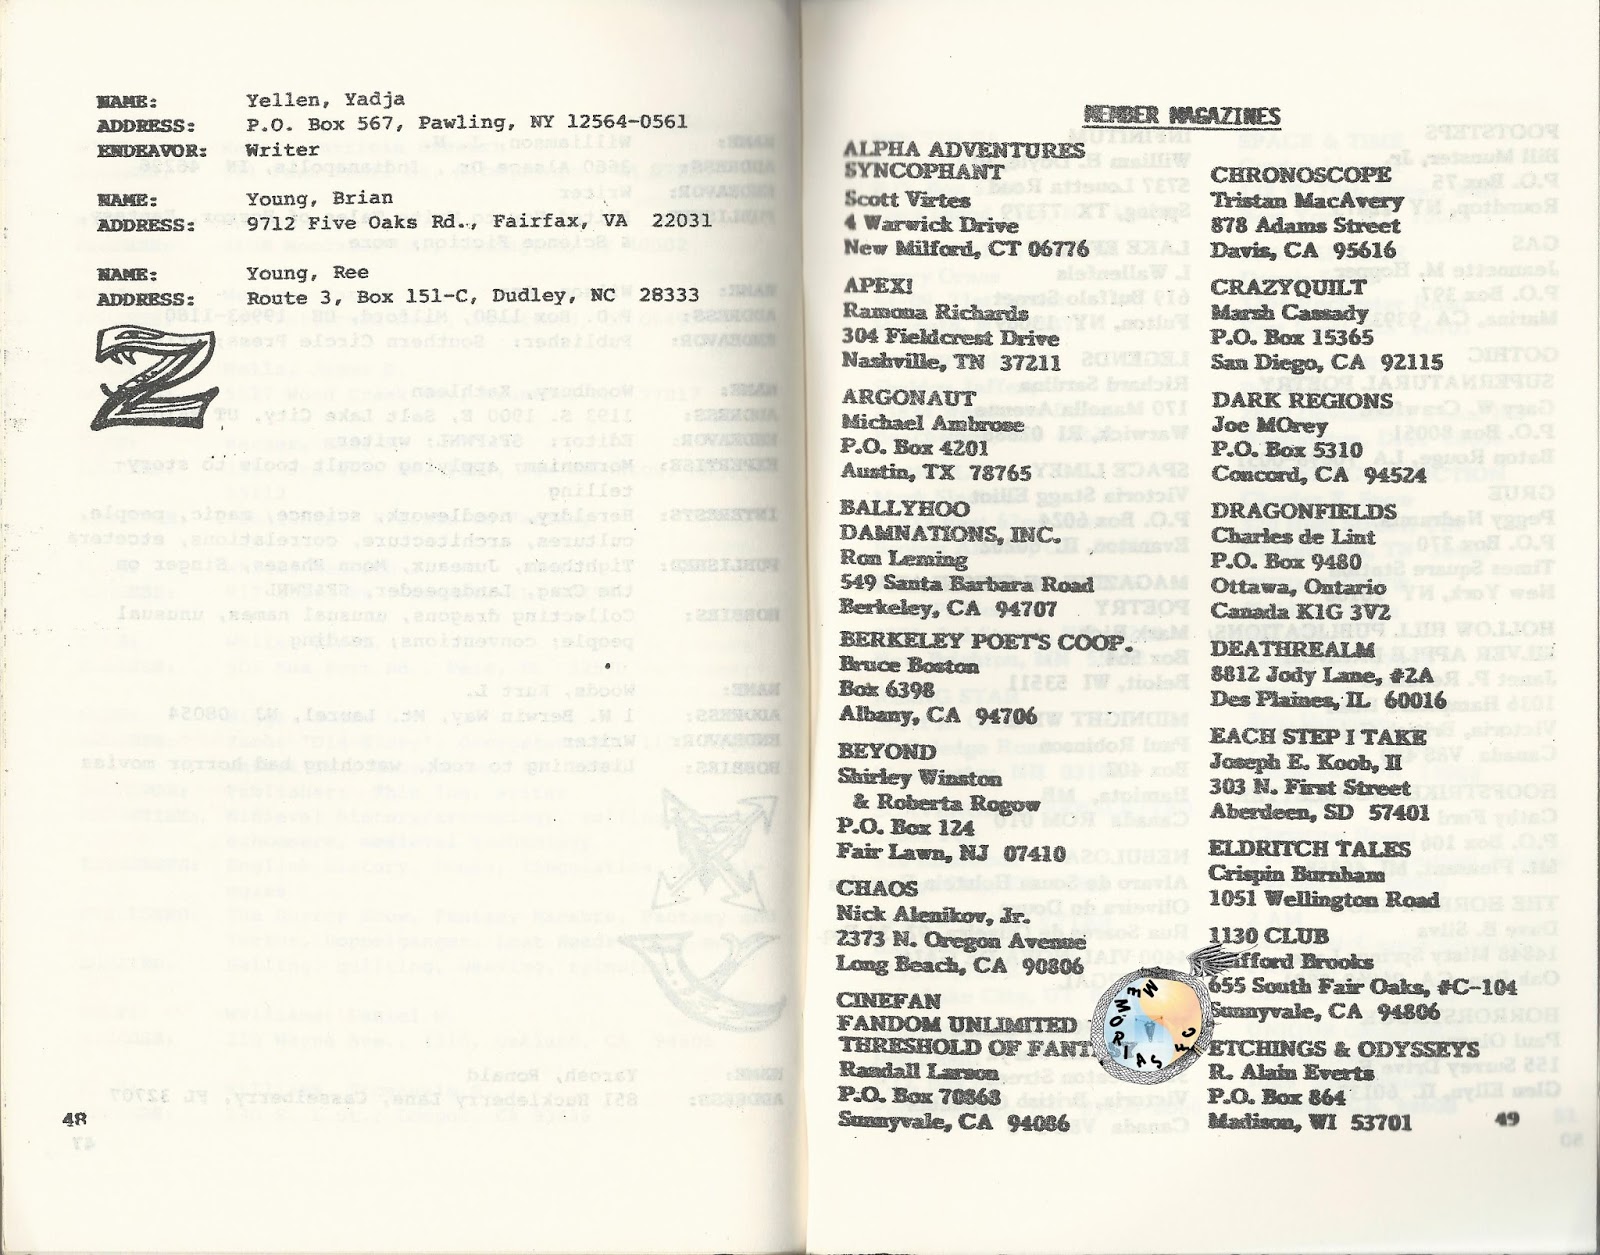 NAME: Yellen, Yadja
ADDRESS: P.O. Box 567, Pawling, NY 12564-0561
ENDEAVOR: Writer
NAME: Young, Brian
ADDRESS: 9712 Five Oaks Rd., Fairfax, VA 22031
NAME: Young, Ree
ADDRESS: Route 3, Box 151-C, Dudley, NC 28333
Z
48
MEMBER MAGAZINES
ALPHA ADVENTURES
SYNCOPHANT
Scott Virtes
4 Warwick Drive
New Milford, CT 06776
APEX!
Ramona Richards
304 Fieldcrest Drive
Nashville, TN 37211
ARGONAUT
Michael Ambrose
P.O. Box 4201
Austin, TX 78765
BALLYHOO
DAMNATIONS, INC.
Ron Leming
549 Santa Barbara Road
Berkeley, CA 94707
BERKELEY POET'S COOP.
Bruce Boston
Box 6398
Albany, CA 94706
BEYOND
Shirley Winston
& Roberta Rogow
P.O. Box 124
Fair Lawn, NJ 07410
CHAOS
Nick Alenikov, Jr.
2373 N. Oregon Avenue
Long Beach, CA 90806
CINEFAN
FANDOM UNLIMITED
THRESHOLD OF
Randall Larson
P.O. Box 70868
Sunnyvale, CA 94086
CHRONOSCOPE
Tristan MacAvery
878 Adams Street
Davis, CA 95616
CRAZYQUILT
Marsh Cassady
P.O. Box 15365
San Diego, CA 92115
DARK REGIONS
Joe MOrey
P.O. Box 5310
Concord, CA 94524
DRAGONFIELDS
Charles de Lint
P.O. Box 9480
Ottawa, Ontario
Canada K1G 3V2
DEATHREALM
8812 Jody Lane, #2A
Des Plaines, IL 60016
EACH STEP I TAKE
Joseph E. Koob, II
303 N. First Street
Aberdeen, SD 57401
ELDRITCH TALES
Crispin Burnham
1051 Wellington Road
1130 CLUB
Brooks
655 South Fair Oaks, #C-104
Sunnyvale, CA 94806
ETCHINGS & ODYSSEYS
R. Alain Everts
P.O. Box 864
Madison, WI 53701
MEMORIAS FC
49